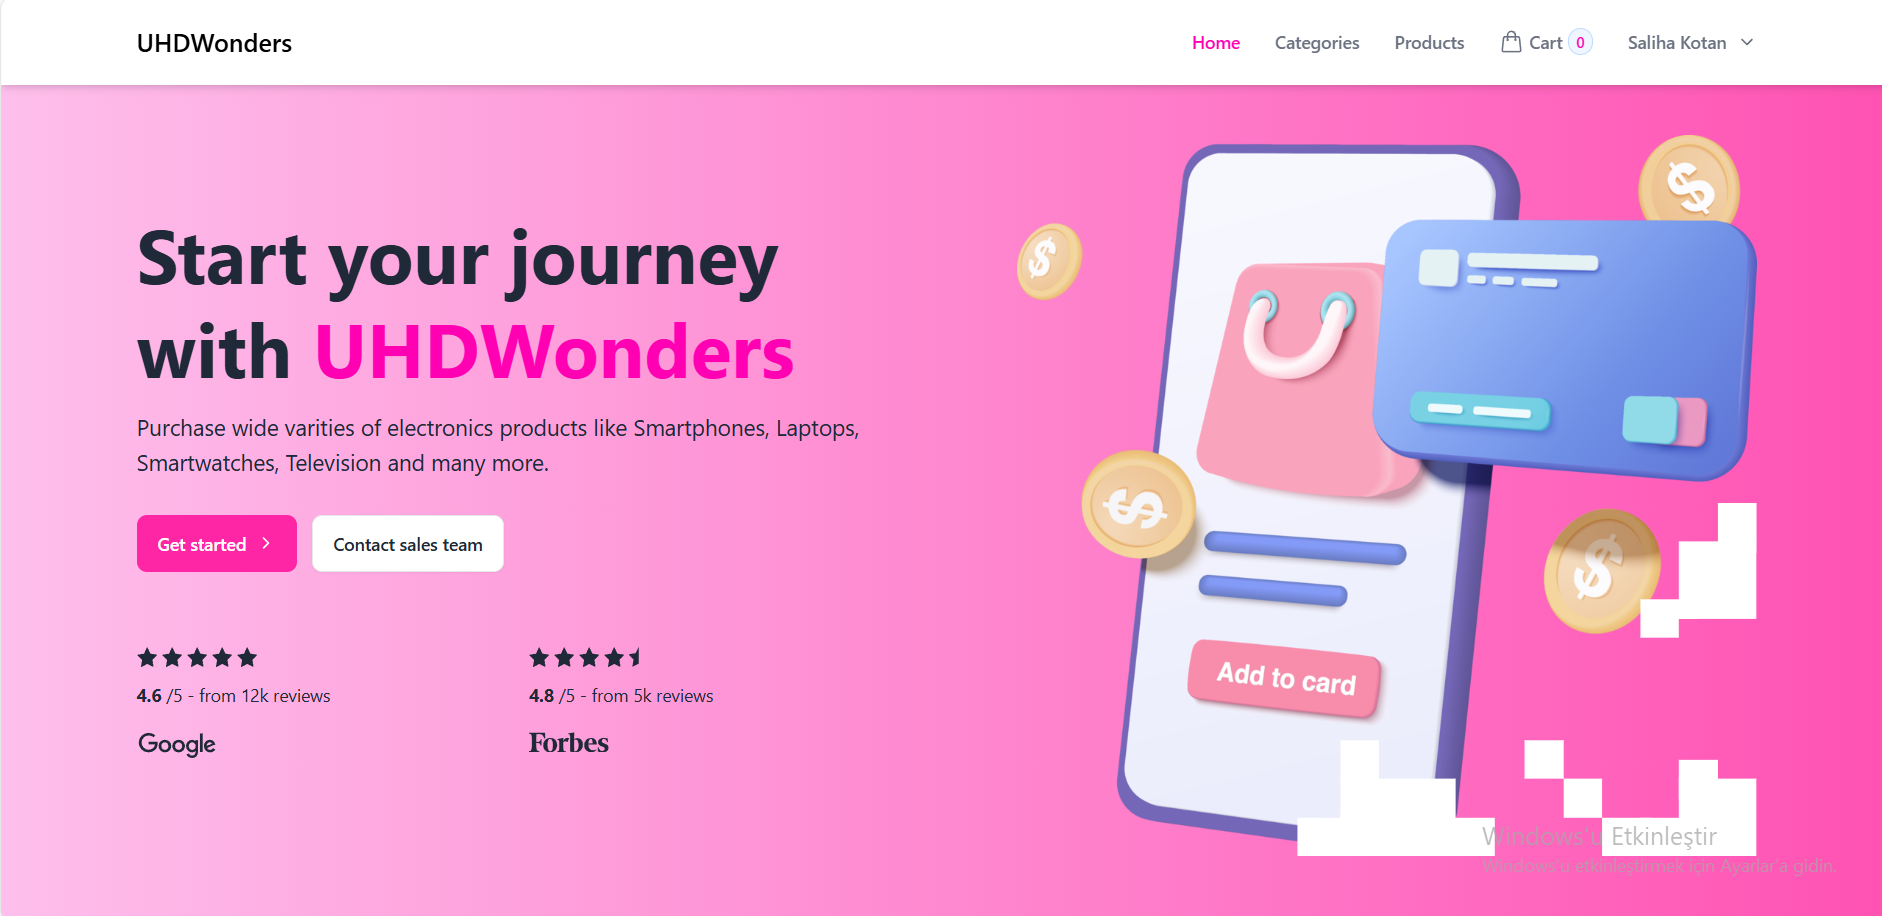 UHDWonders
Home Categories Products Cart 0 Saliha Kotan
Start your journey
with UHDWonders
Purchase wide varities of electronics products like Smartphones, Laptops,
Smartwatches, Television and many more.
Get started
Contact sales team
4.6 /5 - from 12k reviews
4.8 /5 - from 5k reviews
Google
Forbes
$
$
$
$
Add to card
Windows'u Etkinleştir
Windows'u etkinleştirmek için Ayarlar'a gidin.